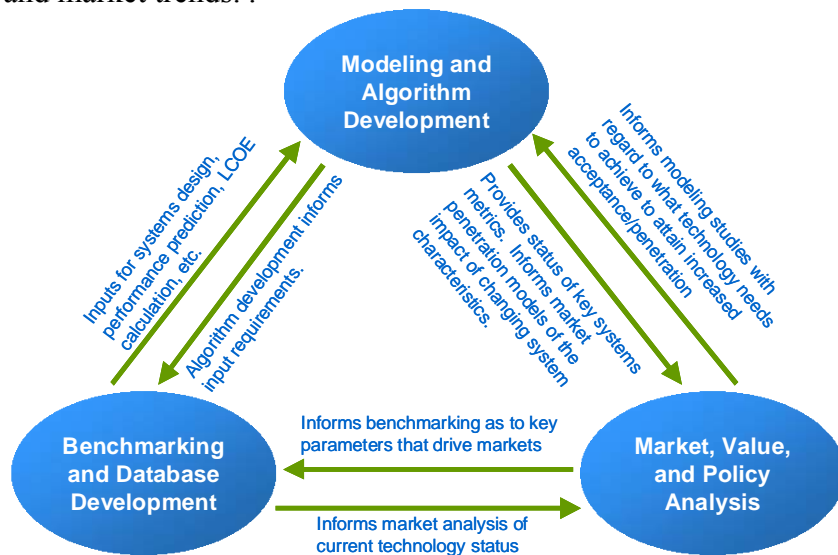 and market trends. .
Modeling and
Algorithm
Development
Inputs for systems design,
performance prediction, LCOE
calculation, etc.
Algorithm development informs
input requirements.
Provides status of key systems
metrics. Informs market
penetration models of the
impact of changing system
characteristics.
Informs modeling studies with
regard to what technology needs
to achieve to attain increased
acceptance/penetration
Benchmarking
and Database
Development
Informs benchmarking as to key
parameters that drive markets
Informs market analysis of
current technology status
Market, Value,
and Policy
Analysis